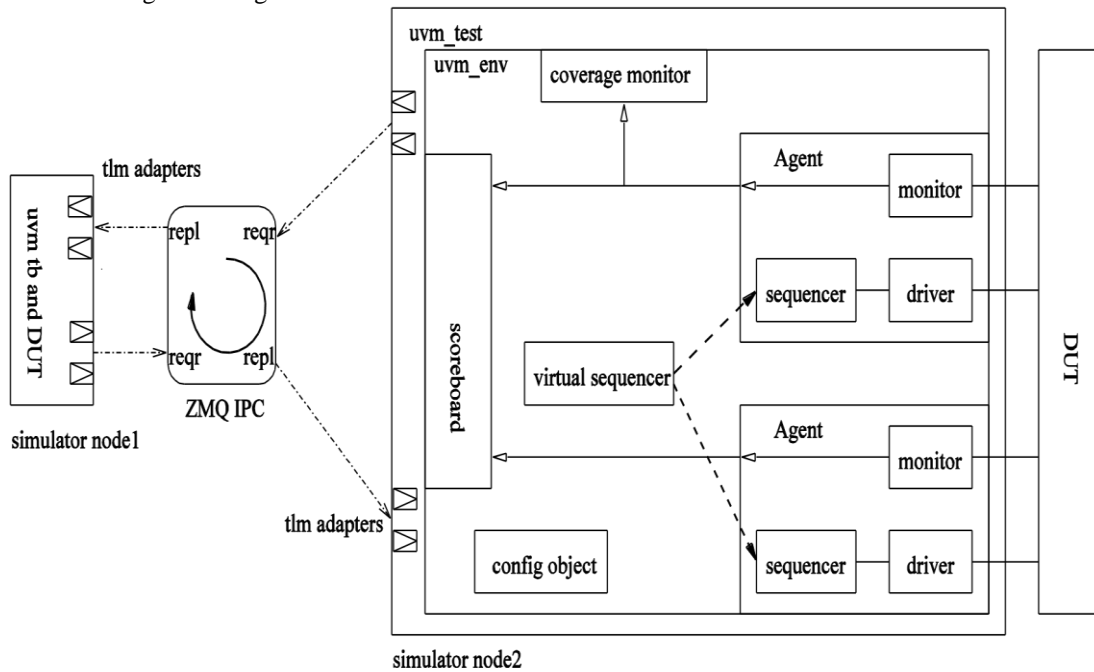 uvm_test
uvm_env
coverage monitor
tlm adapters
Agent
monitor
repl
reqr
uvm tb and DUT
sequencer
driver
scoreboard
DUT
reqr
repl
virtual sequencer
ZMQ IPC
simulator node1
Agent
monitor
tlm adapters
config object
sequencer
driver
simulator node2